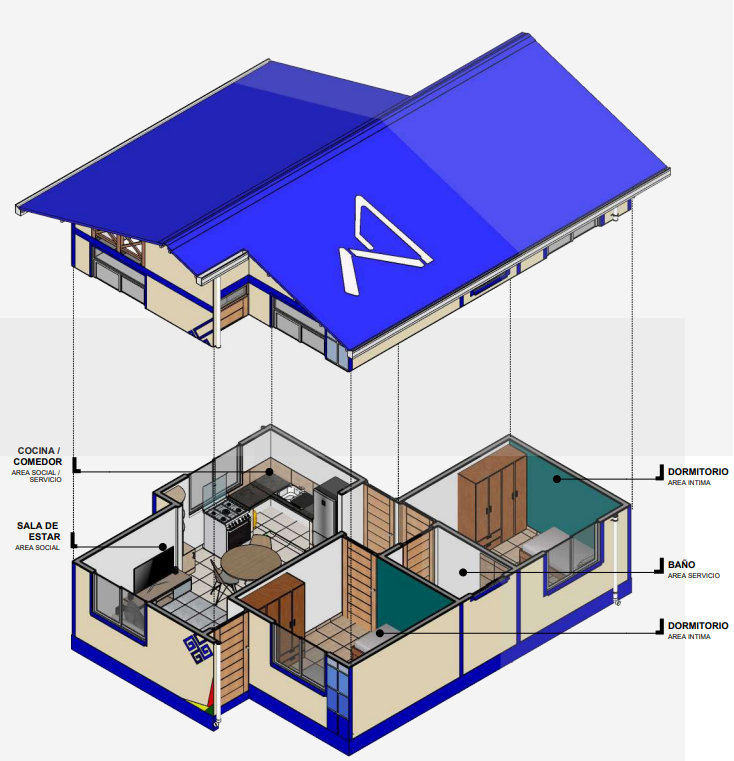 COCINA /
COMEDOR
AREA SOCIAL /
SERVICIO
SALA DE
ESTAR
AREA SOCIAL
DORMITORIO
AREA INTIMA
BAÑO
AREA SERVICIO
DORMITORIO
AREA INTIMA